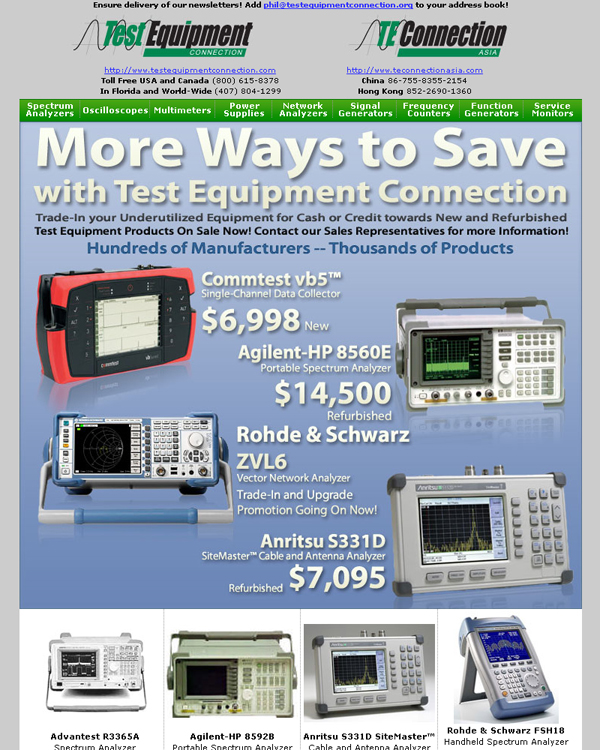 Ensure delivery of our newsletters! Add phil@testequipmentconnection.org to your address book!
Test Equipment
CONNECTION
TE Connection
ASIA
http://www.testequipmentconnection.com
Toll Free USA and Canada (800) 615-8378
In Florida and World-Wide (407) 804-1299
http://www.teconnectionasia.com
China 86-755-8355-2154
Hong Kong 852-2690-1360
Spectrum Analyzers
Oscilloscopes
Multimeters
Power Supplies
Network Analyzers
Signal Generators
Frequency Counters
Function Generators
Service Monitors
More Ways to Save
with Test Equipment Connection
Trade-In your Underutilized Equipment for Cash or Credit towards New and Refurbished
Test Equipment Products On Sale Now! Contact our Sales Representatives for more Information!
Hundreds of Manufacturers -- Thousands of Products
Commtest vb5™
Single-Channel Data Collector
$6,998 New
Agilent-HP 8560E
Portable Spectrum Analyzer
$14,500
Refurbished
Rohde & Schwarz
ZVL6
Vector Network Analyzer
Trade-In and Upgrade
Promotion Going On Now!
Anritsu S331D
SiteMaster™ Cable and Antenna Analyzer
Refurbished $7,095
Anritsu
Advantest R3365A
Spectrum Analyzer
Agilent-HP 8592B
Portable Spectrum Analyzer
Anritsu S331D SiteMaster™
Cable and Antenna Analyzer
Rohde & Schwarz FSH18
Handheld Spectrum Analyzer